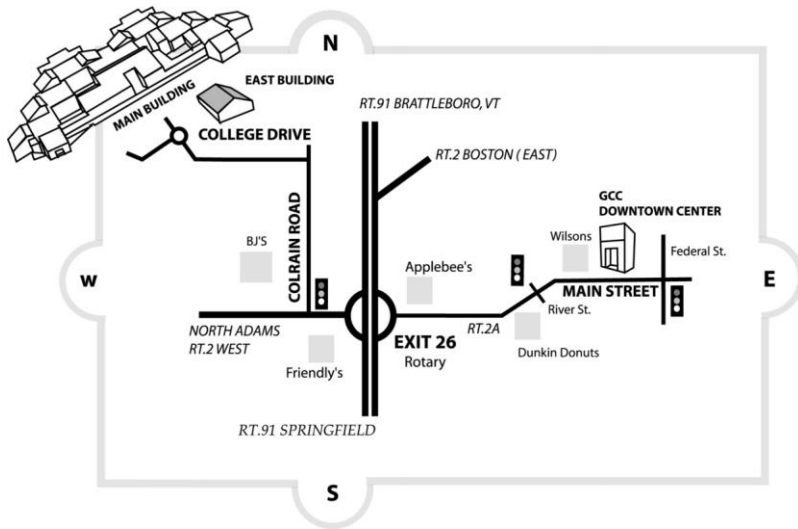 N
EAST BUILDING
MAIN BUILDING
RT.91 BRATTLEBORO, VT
COLLEGE DRIVE
RT.2 BOSTON ( EAST)
GCC
DOWNTOWN CENTER
COLRAIN ROAD
BJ'S
Wilsons
Federal St.
W
Applebee's
E
MAIN STREET
River St.
NORTH ADAMS
RT.2 WEST
EXIT 26
Rotary
RT.2A
Dunkin Donuts
Friendly's
RT.91 SPRINGFIELD
S